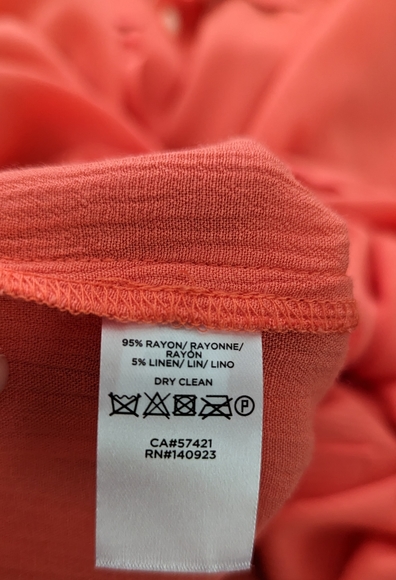 95% RAYON/ RAYONNE/
RAYÓN
5% LINEN/ LIN/ LINO
DRY CLEAN
P
CA#57421
RN#140923